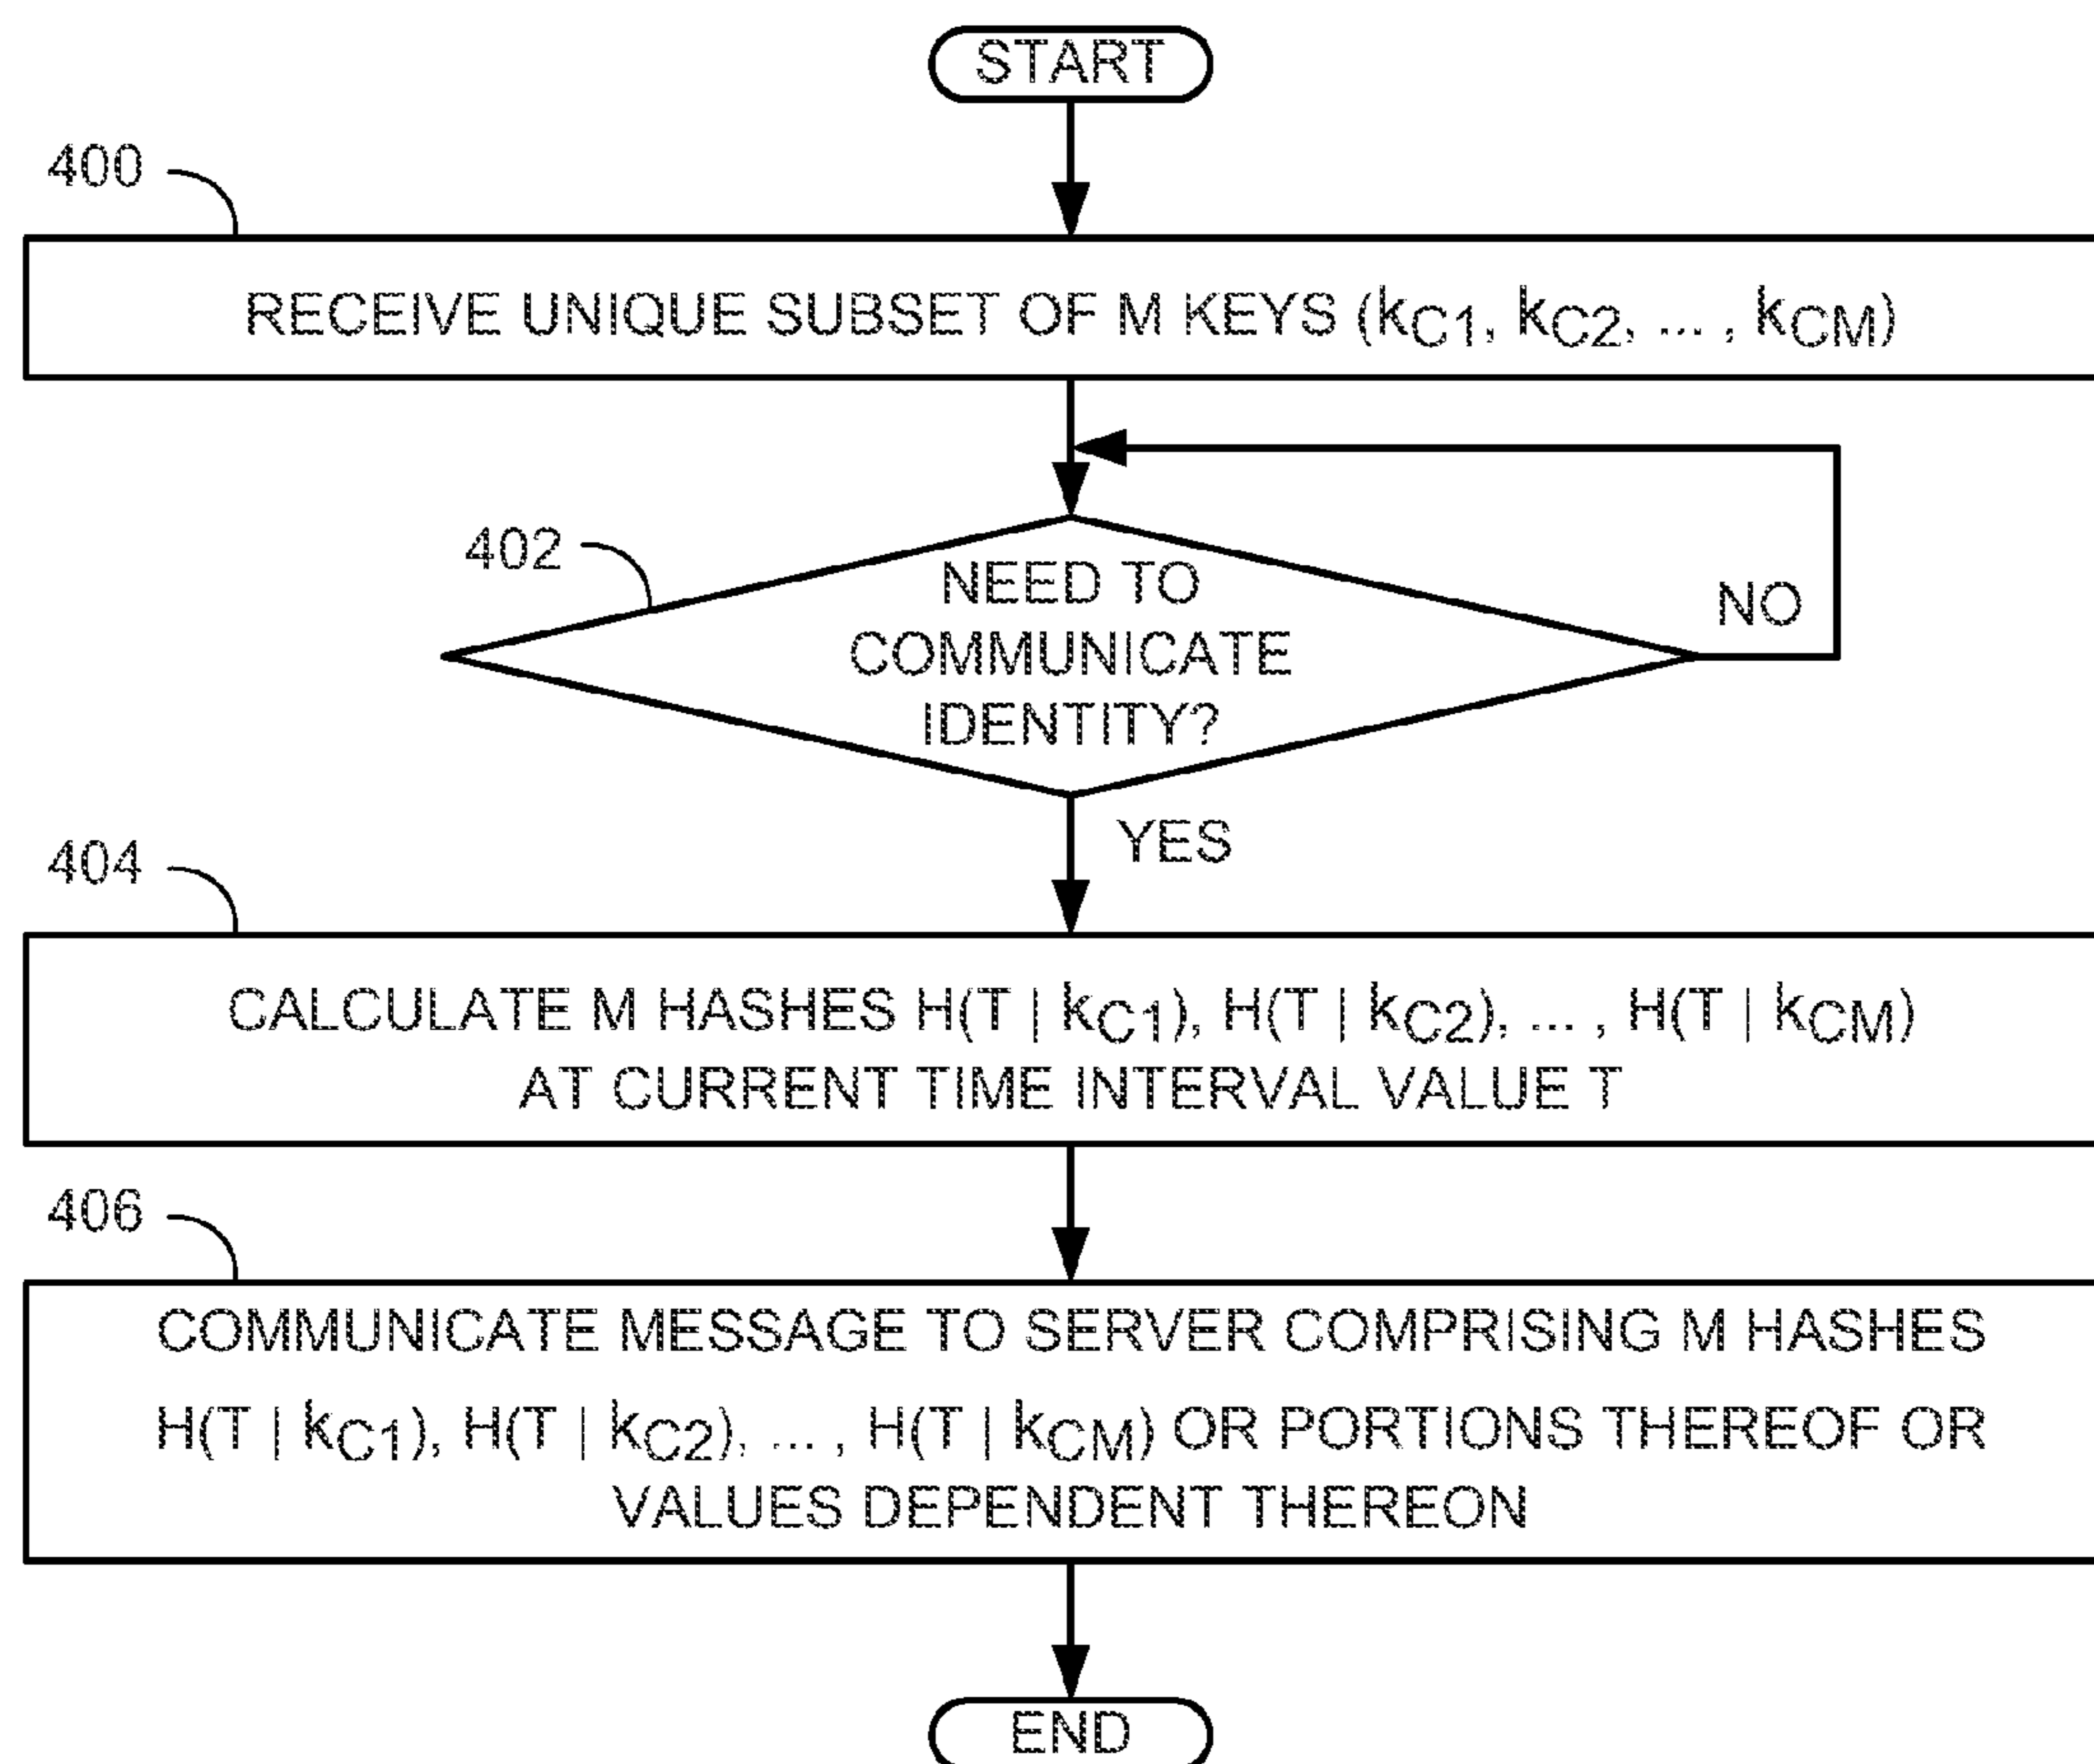 START
400
RECEIVE UNIQUE SUBSET OF M KEYS (kC1, kC2, ... , kCM)
402
NEED TO
COMMUNICATE
IDENTITY?
NO
YES
404
CALCULATE M HASHES H(T | kC1), H(T | kC2), ... , H(T | kCM)
AT CURRENT TIME INTERVAL VALUE T
406
COMMUNICATE MESSAGE TO SERVER COMPRISING M HASHES
H(T | kC1), H(T | kC2), ... , H(T | kCM) OR PORTIONS THEREOF OR
VALUES DEPENDENT THEREON
END